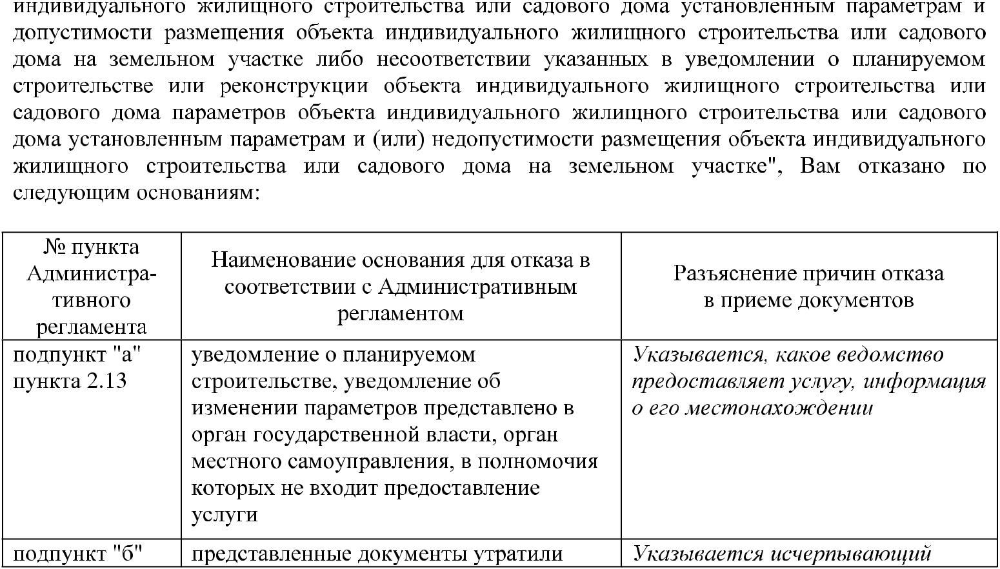 индивидуального жилищного строительства или садового дома установленным параметрам и
допустимости размещения объекта индивидуального жилищного строительства или садового
дома на земельном участке либо несоответствии указанных в уведомлении о планируемом
строительстве или реконструкции объекта индивидуального жилищного строительства или
садового дома параметров объекта индивидуального жилищного строительства или садового
дома установленным параметрам и (или) недопустимости размещения объекта индивидуального
жилищного строительства или садового дома на земельном участке", Вам отказано по
следующим основаниям:
№ пункта
Администра-
тивного
регламента
Наименование основания для отказа в
соответствии с Административным
регламентом
Разъяснение причин отказа
в приеме документов
подпункт "а"
пункта 2.13
уведомление о планируемом
строительстве, уведомление об
изменении параметров представлено в
орган государственной власти, орган
местного самоуправления, в полномочия
которых не входит предоставление
услуги
Указывается, какое ведомство
предоставляет услугу, информация
о его местонахождении
подпункт "б"
представленные документы утратили
Указывается исчерпывающий